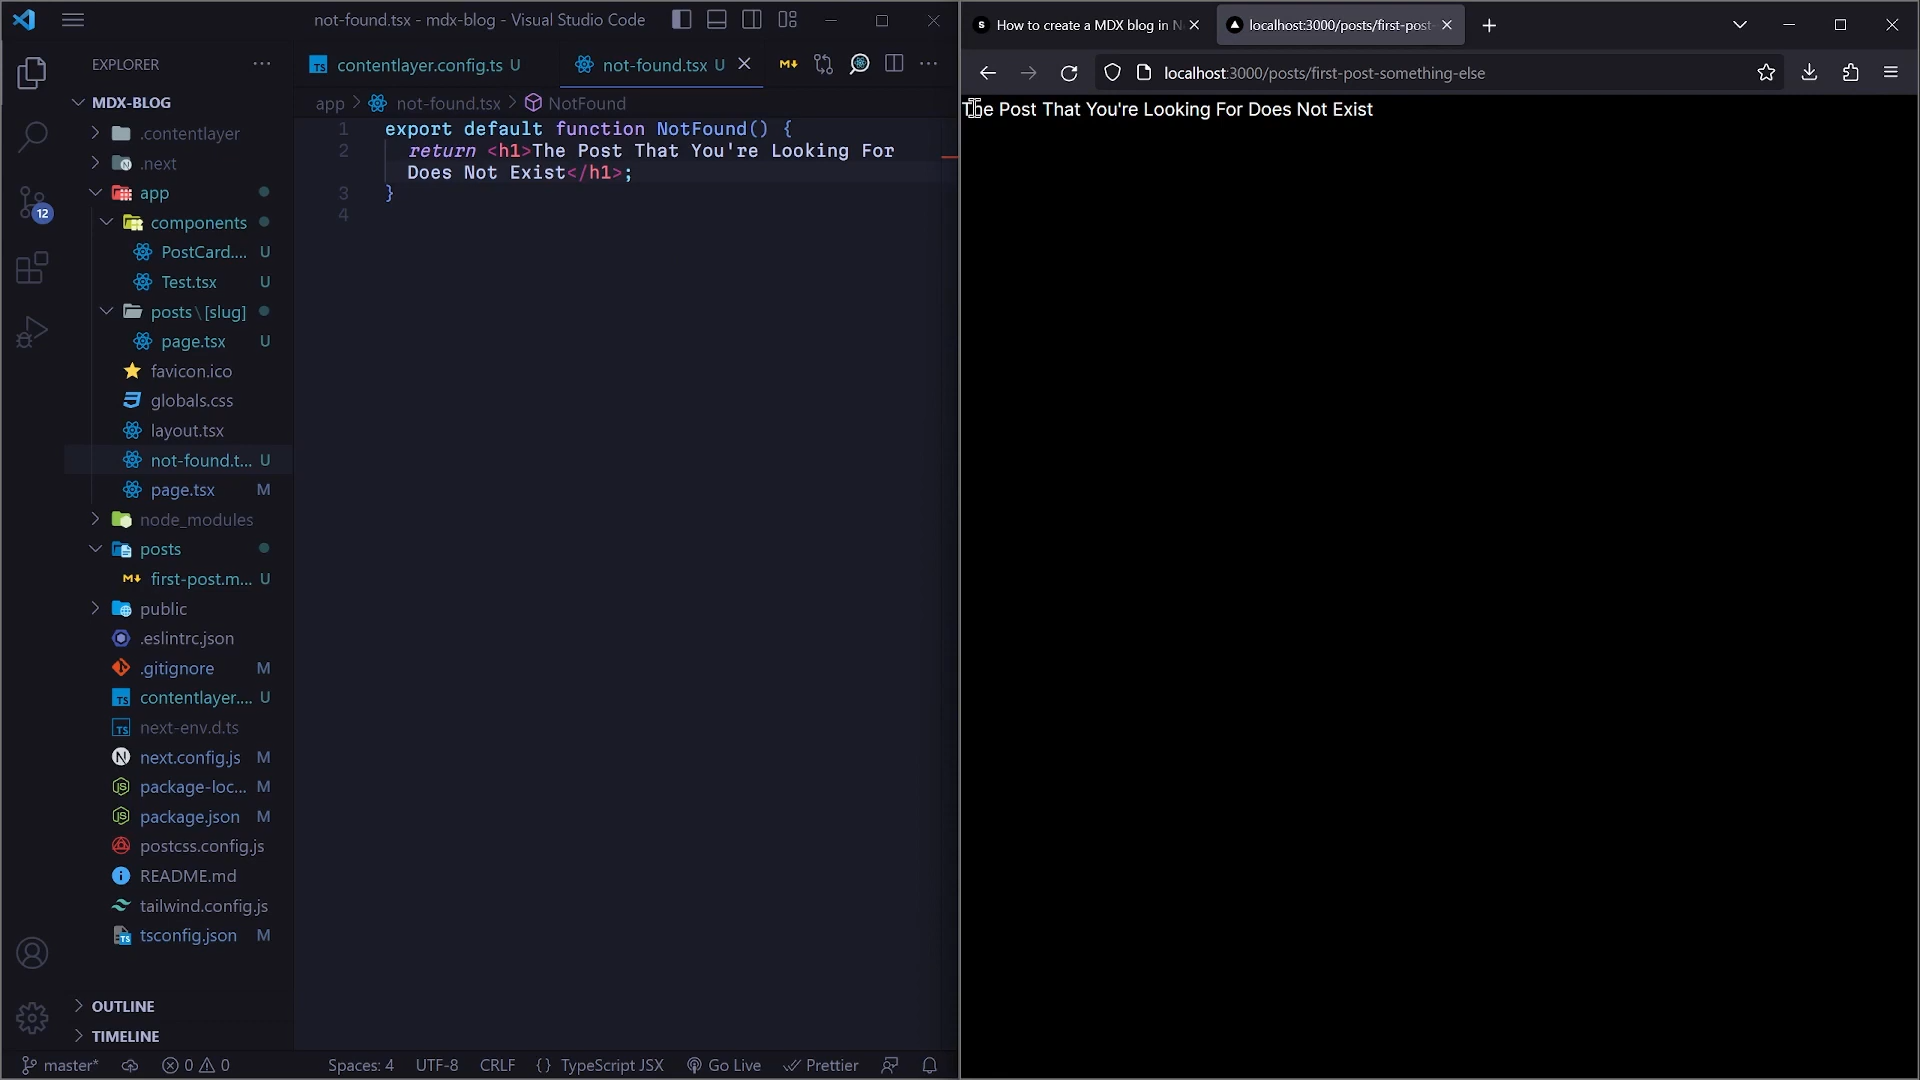 not-found.tsx - mdx-blog - Visual Studio Code
EXPLORER
MDX-BLOG
.contentlayer
.next
app
components
PostCard.... U
Test.tsx U
posts\[slug]
page.tsx U
favicon.ico
globals.css
layout.tsx
not-found.t... U
page.tsx M
node_modules
posts
first-post.m... U
public
.eslintrc.json
.gitignore M
contentlayer.... U
next-env.d.ts
next.config.js M
package-loc... M
package.json M
postcss.config.js
README.md
tailwind.config.js
tsconfig.json M
OUTLINE
TIMELINE
12
contentlayer.config.ts U
not-found.tsx U
app > not-found.tsx > NotFound
1 export default function NotFound() {
2 return <h1>The Post That You're Looking For
Does Not Exist</h1>;
3 }
4
master* 0 0 Spaces: 4 UTF-8 CRLF {} TypeScript JSX Go Live Prettier
How to create a MDX blog in N
localhost:3000/posts/first-post-
localhost:3000/posts/first-post-something-else
The Post That You're Looking For Does Not Exist